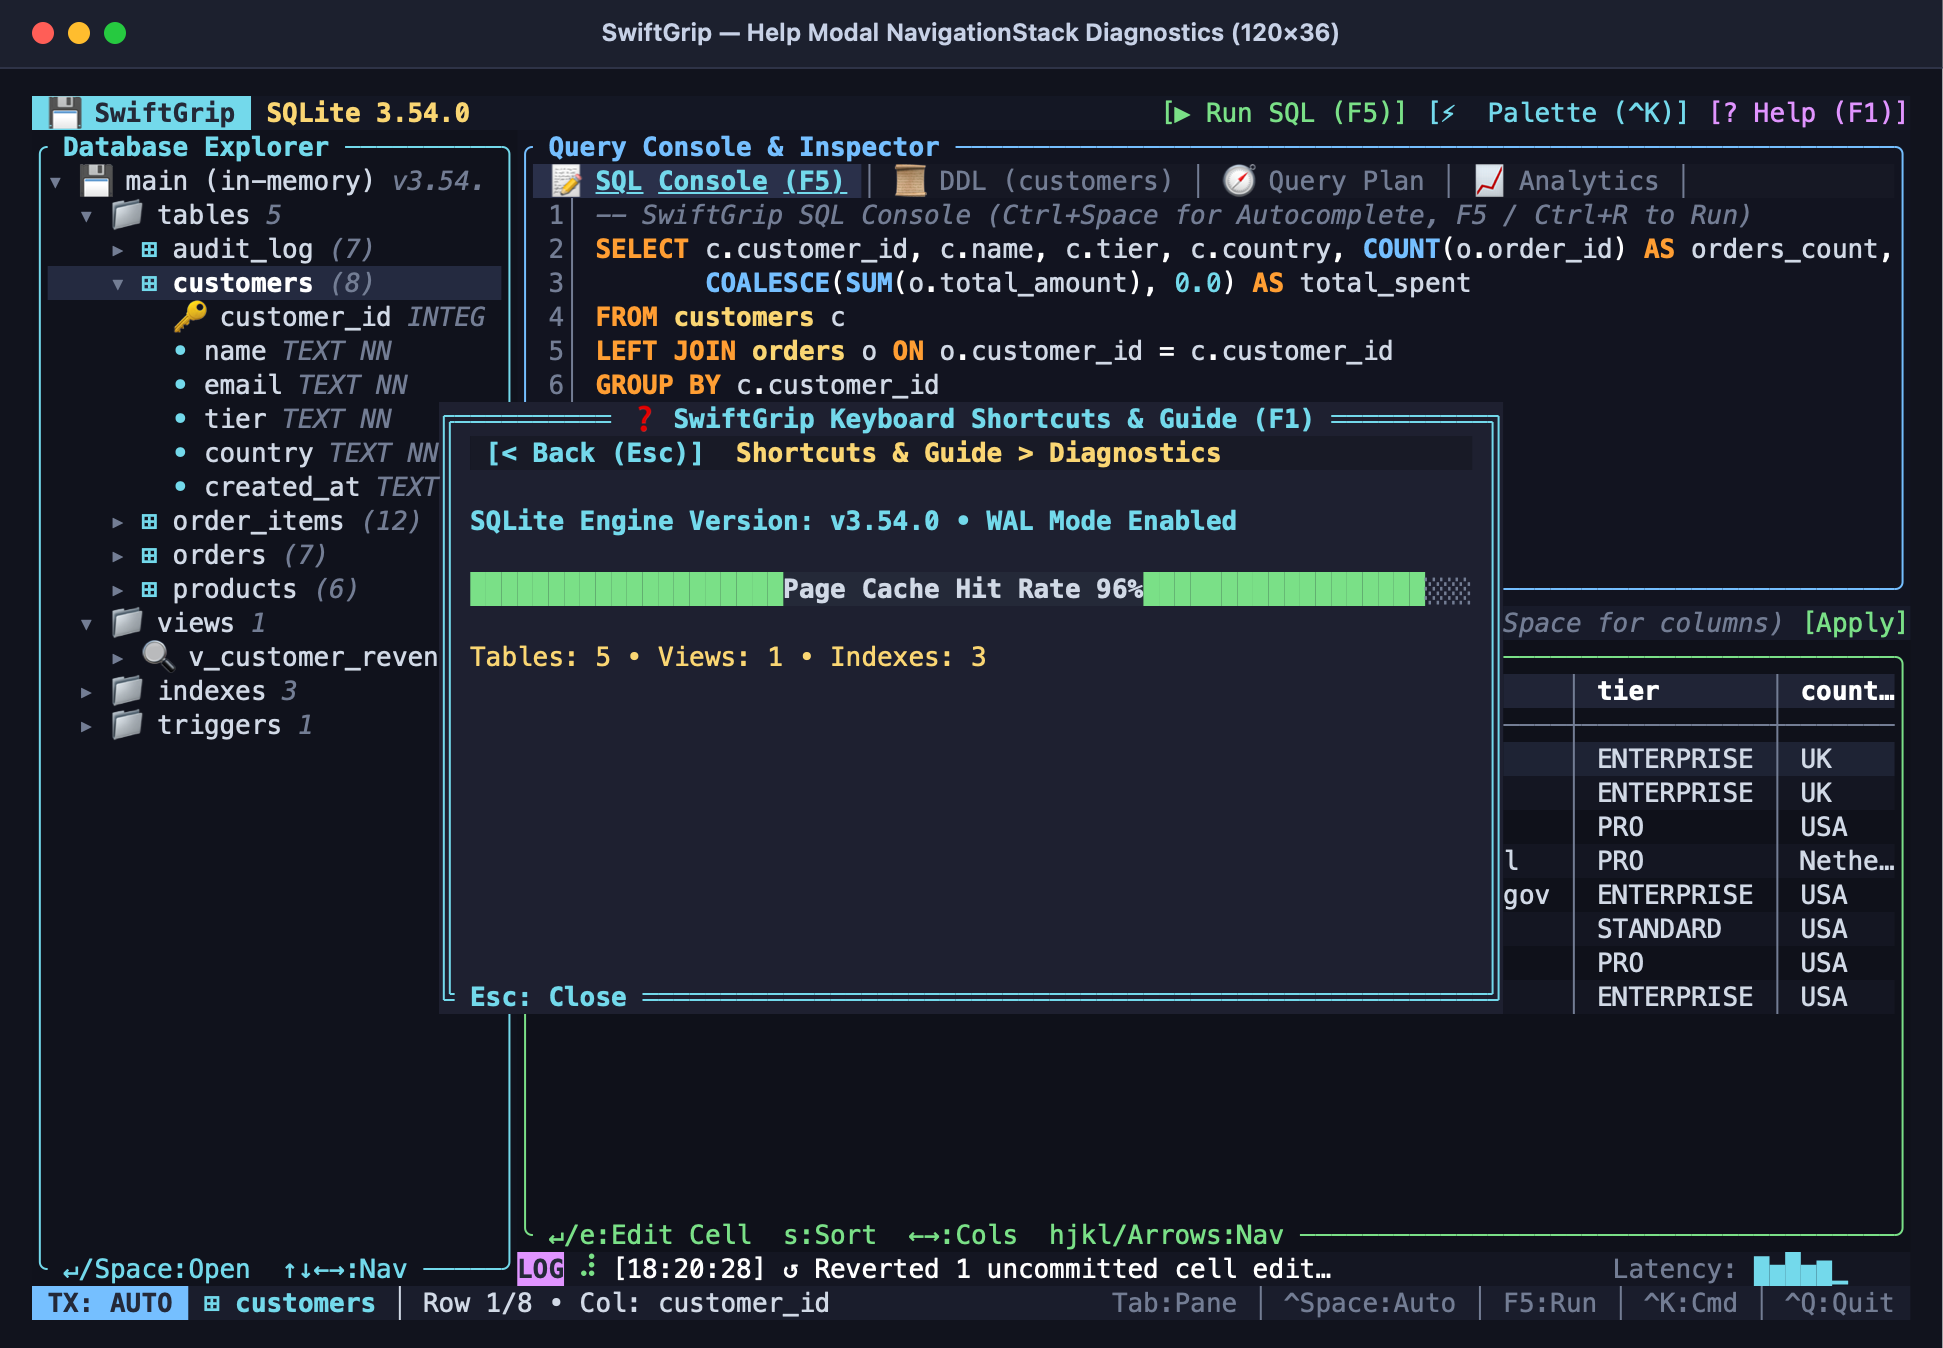 SwiftGrip — Help Modal NavigationStack Diagnostics (120×36)
SwiftGrip SQLite 3.54.0
[▶ Run SQL (F5)] [⚡ Palette (^K)] [? Help (F1)]
Database Explorer
▾ main (in-memory) v3.54.
▾ tables 5
▸ ⊞ audit_log (7)
▾ ⊞ customers (8)
customer_id INTEG
• name TEXT NN
• email TEXT NN
• tier TEXT NN
• country TEXT NN
• created_at TEXT
▸ ⊞ order_items (12)
▸ ⊞ orders (7)
▸ ⊞ products (6)
▾ views 1
▸ v_customer_reven
▸ indexes 3
▸ triggers 1
↵/Space:Open ↑↓←→:Nav
Query Console & Inspector
SQL Console (F5) │ DDL (customers) │ Query Plan │ Analytics │
1 -- SwiftGrip SQL Console (Ctrl+Space for Autocomplete, F5 / Ctrl+R to Run)
2 SELECT c.customer_id, c.name, c.tier, c.country, COUNT(o.order_id) AS orders_count,
3 COALESCE(SUM(o.total_amount), 0.0) AS total_spent
4 FROM customers c
5 LEFT JOIN orders o ON o.customer_id = c.customer_id
6 GROUP BY c.customer_id
❓ SwiftGrip Keyboard Shortcuts & Guide (F1)
[< Back (Esc)] Shortcuts & Guide > Diagnostics
SQLite Engine Version: v3.54.0 • WAL Mode Enabled
Page Cache Hit Rate 96%
Tables: 5 • Views: 1 • Indexes: 3
Esc: Close
Space for columns) [Apply]
tier │ count…
ENTERPRISE │ UK
ENTERPRISE │ UK
PRO │ USA
l │ PRO │ Nethe…
gov │ ENTERPRISE │ USA
STANDARD │ USA
PRO │ USA
ENTERPRISE │ USA
↵/e:Edit Cell s:Sort ←→:Cols hjkl/Arrows:Nav
LOG [18:20:28] ↺ Reverted 1 uncommitted cell edit… Latency:
TX: AUTO ⊞ customers │ Row 1/8 • Col: customer_id Tab:Pane │ ^Space:Auto │ F5:Run │ ^K:Cmd │ ^Q:Quit